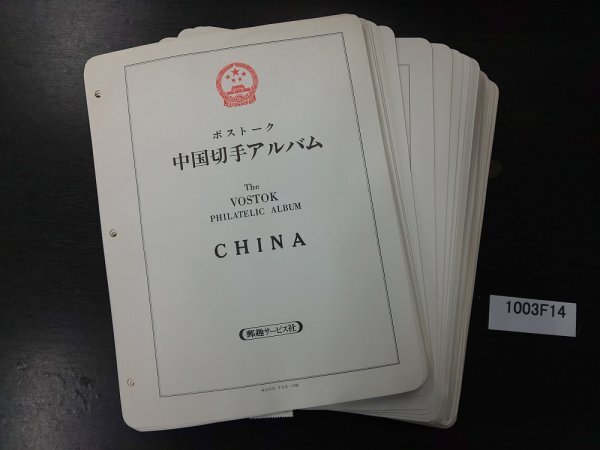 ボストーク
中国切手アルバム
The
VOSTOK
PHILATELIC ALBUM
CHINA
郵趣サービス社
1003F14